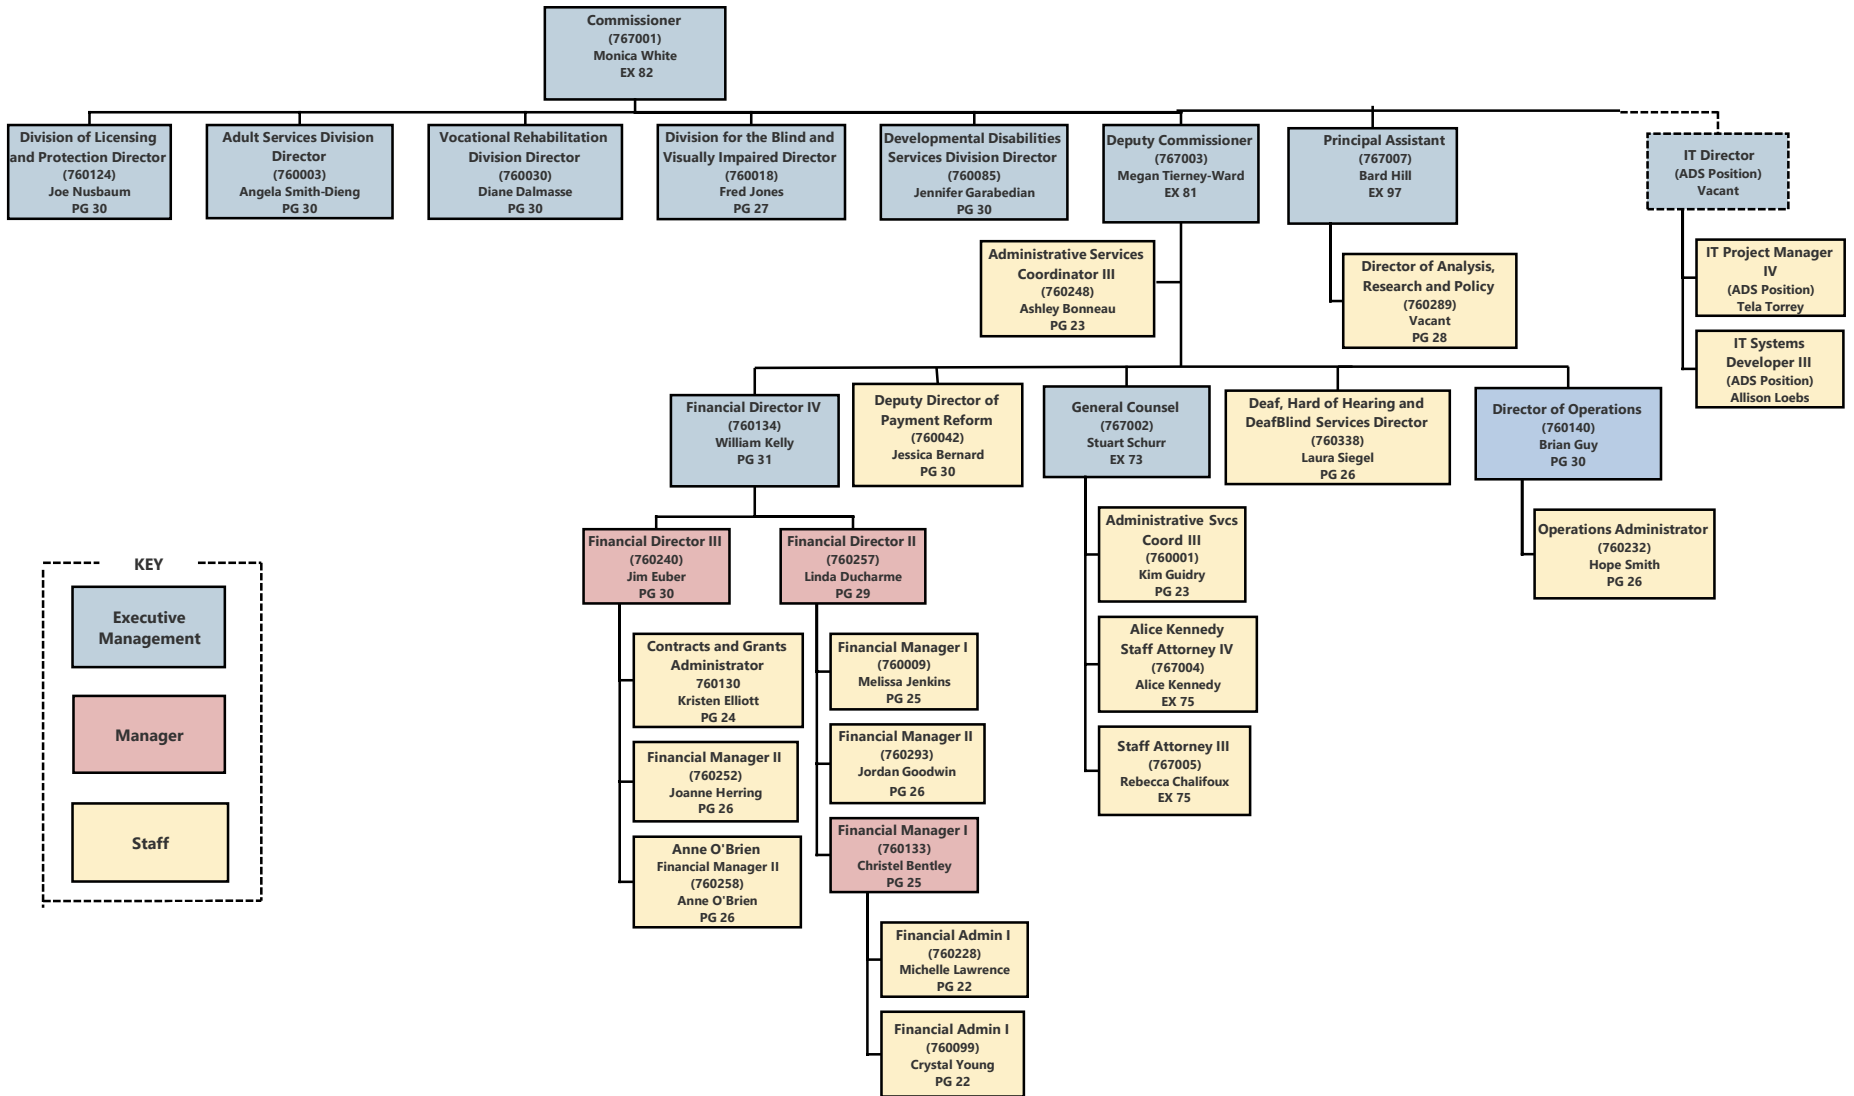 Commissioner
(767001)
Monica White
EX 82
Division of Licensing
and Protection Director
(760124)
Joe Nusbaum
PG 30
Adult Services Division
Director
(760003)
Angela Smith-Dieng
PG 30
Vocational Rehabilitation
Division Director
(760030)
Diane Dalmasse
PG 30
Division for the Blind and
Visually Impaired Director
(760018)
Fred Jones
PG 27
Developmental Disabilities
Services Division Director
(760085)
Jennifer Garabedian
PG 30
Deputy Commissioner
(767003)
Megan Tierney-Ward
EX 81
Principal Assistant
(767007)
Bard Hill
EX 97
IT Director
(ADS Position)
Vacant
Administrative Services
Coordinator III
(760248)
Ashley Bonneau
PG 23
Director of Analysis,
Research and Policy
(760289)
Vacant
PG 28
IT Project Manager
IV
(ADS Position)
Tela Torrey
IT Systems
Developer III
(ADS Position)
Allison Loebs
Financial Director IV
(760134)
William Kelly
PG 31
Deputy Director of
Payment Reform
(760042)
Jessica Bernard
PG 30
General Counsel
(767002)
Stuart Schurr
EX 73
Deaf, Hard of Hearing and
DeafBlind Services Director
(760338)
Laura Siegel
PG 26
Director of Operations
(760140)
Brian Guy
PG 30
Financial Director III
(760240)
Jim Euber
PG 30
Financial Director II
(760257)
Linda Ducharme
PG 29
Administrative Svcs
Coord III
(760001)
Kim Guidry
PG 23
Operations Administrator
(760232)
Hope Smith
PG 26
KEY
Executive
Management
Manager
Staff
Contracts and Grants
Administrator
760130
Kristen Elliott
PG 24
Financial Manager I
(760009)
Melissa Jenkins
PG 25
Alice Kennedy
Staff Attorney IV
(767004)
Alice Kennedy
EX 75
Financial Manager II
(760252)
Joanne Herring
PG 26
Financial Manager II
(760293)
Jordan Goodwin
PG 26
Staff Attorney III
(767005)
Rebecca Chalifoux
EX 75
Anne O'Brien
Financial Manager II
(760258)
Anne O'Brien
PG 26
Financial Manager I
(760133)
Christel Bentley
PG 25
Financial Admin I
(760228)
Michelle Lawrence
PG 22
Financial Admin I
(760099)
Crystal Young
PG 22